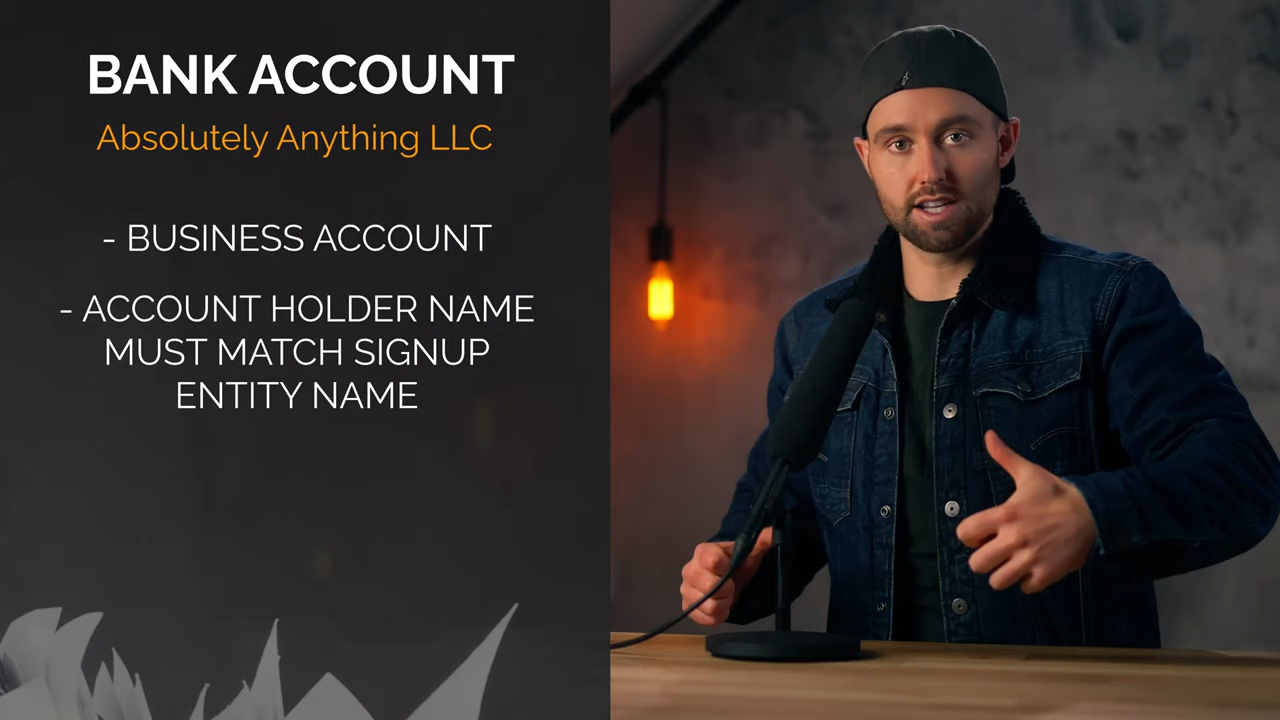 BANK ACCOUNT
Absolutely Anything LLC
- BUSINESS ACCOUNT
- ACCOUNT HOLDER NAME
MUST MATCH SIGNUP
ENTITY NAME